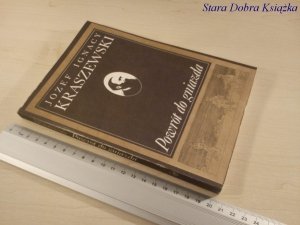 Stara Dobra Książka
JÓZEF IGNACY
KRASZEWSKI
Powrót do gniazda
Powrót do gniazda